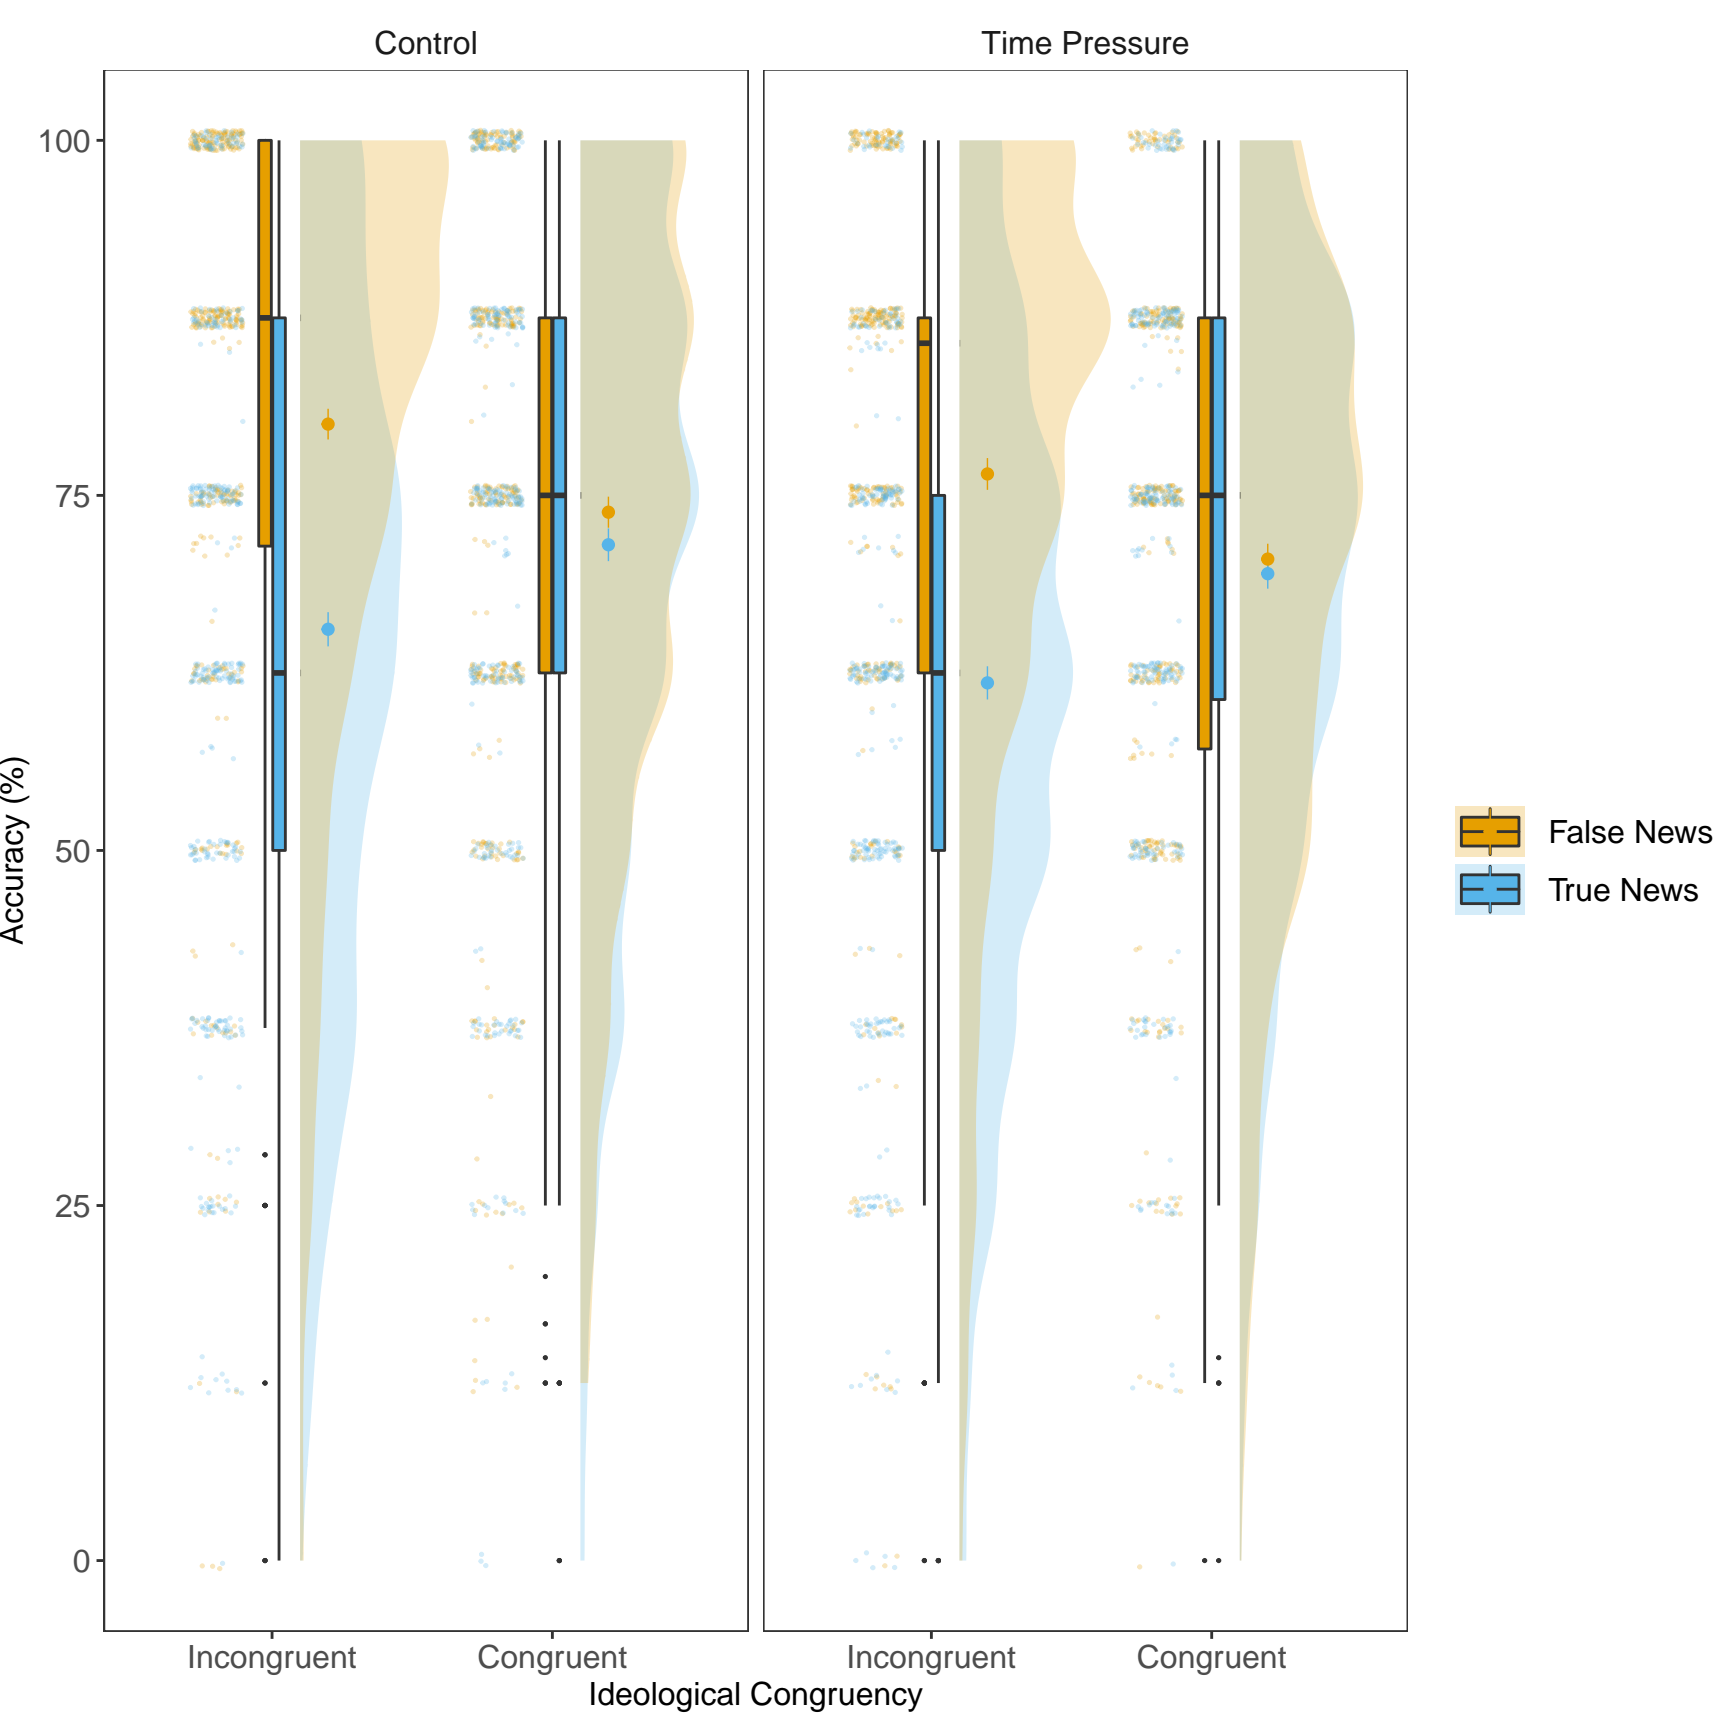 Control
Time Pressure
100
75
50
25
0
Accuracy (%)
Incongruent
Congruent
Incongruent
Congruent
Ideological Congruency
False News
True News